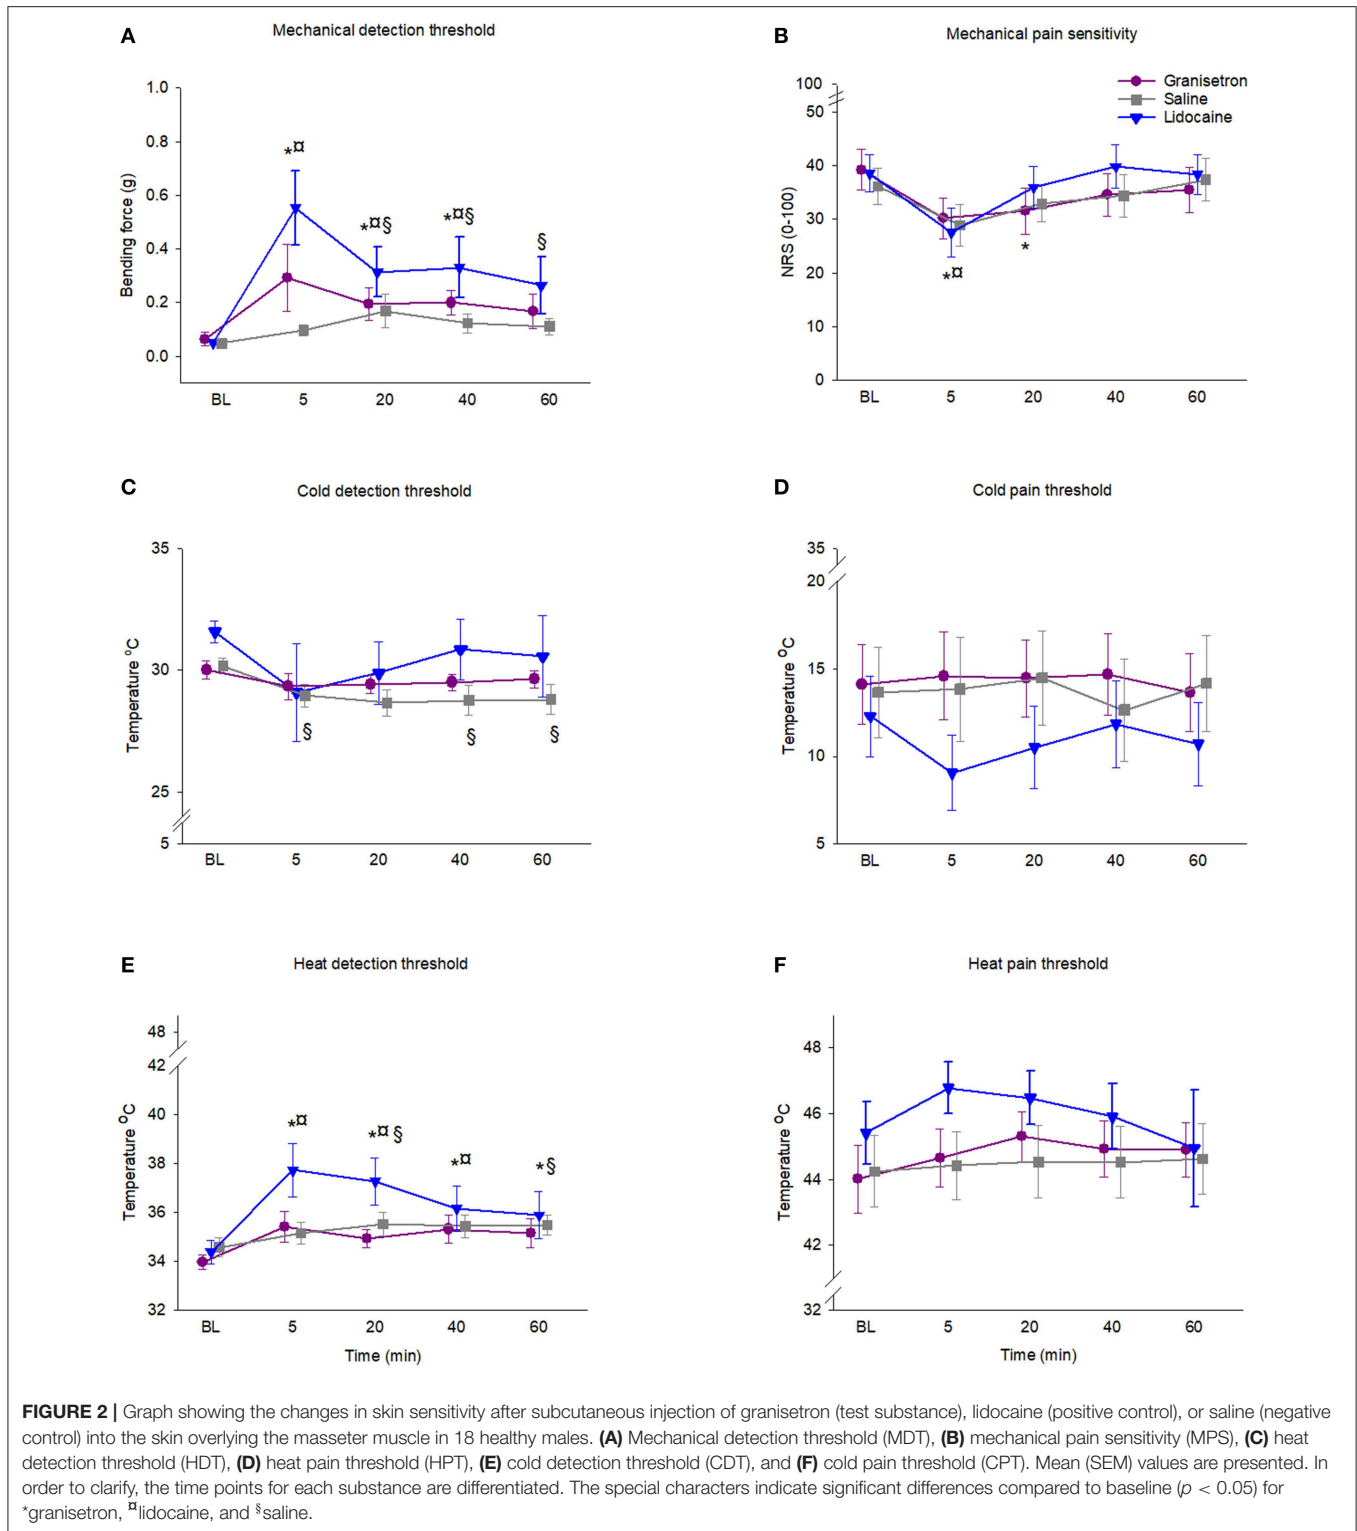 A
Mechanical detection threshold
1.0
0.8
0.6
0.4
0.2
0.0
Bending force (g)
*¤
*¤§
*¤§
§
BL 5 20 40 60
B
Mechanical pain sensitivity
Granisetron
Saline
Lidocaine
100
50
40
30
20
10
0
NRS (0-100)
*¤
*
BL 5 20 40 60
C
Cold detection threshold
35
30
25
5
Temperature °C
§
§
§
BL 5 20 40 60
D
Cold pain threshold
35
20
15
10
5
Temperature °C
BL 5 20 40 60
E
Heat detection threshold
48
42
40
38
36
34
32
Temperature °C
*¤
*¤ §
*¤
*§
BL 5 20 40 60
Time (min)
F
Heat pain threshold
48
46
44
42
32
Temperature °C
BL 5 20 40 60
Time (min)
FIGURE 2 | Graph showing the changes in skin sensitivity after subcutaneous injection of granisetron (test substance), lidocaine (positive control), or saline (negative
control) into the skin overlying the masseter muscle in 18 healthy males. (A) Mechanical detection threshold (MDT), (B) mechanical pain sensitivity (MPS), (C) heat
detection threshold (HDT), (D) heat pain threshold (HPT), (E) cold detection threshold (CDT), and (F) cold pain threshold (CPT). Mean (SEM) values are presented. In
order to clarify, the time points for each substance are differentiated. The special characters indicate significant differences compared to baseline (p < 0.05) for
*granisetron, ¤lidocaine, and §saline.